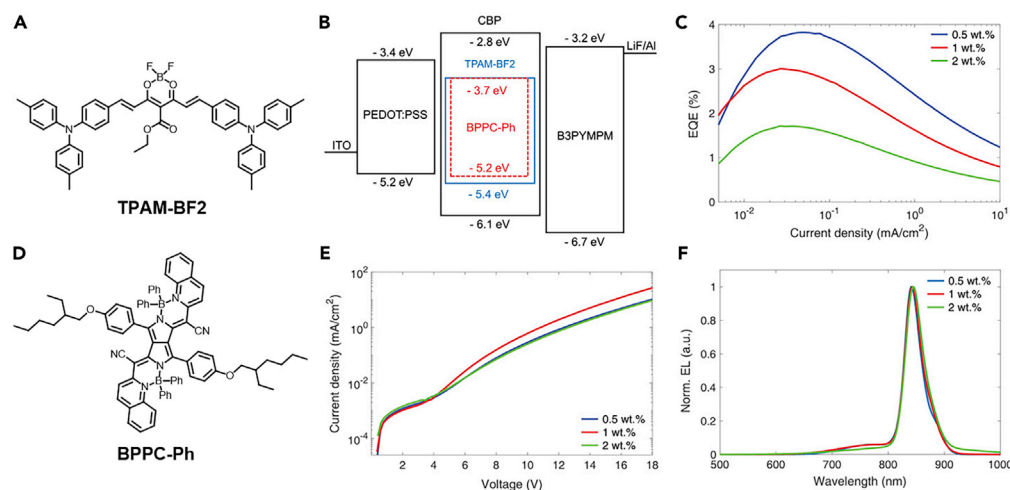 A
F
F
B
O
O
N
O
O
N
TPAM-BF2
B
CBP
- 2.8 eV
- 3.2 eV
LiF/Al
- 3.4 eV
TPAM-BF2
- 3.7 eV
PEDOT:PSS
BPPC-Ph
B3PYMPM
ITO
- 5.2 eV
- 5.2 eV
- 5.4 eV
- 6.1 eV
- 6.7 eV
C
EQE (%)
4
3
2
1
0
0.5 wt.%
1 wt.%
2 wt.%
10-2
10-1
100
101
Current density (mA/cm2)
D
Ph
Ph
B
N
N
O
CN
NC
N
O
N
B
Ph
Ph
BPPC-Ph
E
Current density (mA/cm2)
102
100
10-2
10-4
0.5 wt.%
1 wt.%
2 wt.%
2 4 6 8 10 12 14 16 18
Voltage (V)
F
Norm. EL (a.u.)
1
0.8
0.6
0.4
0.2
0
0.5 wt.%
1 wt.%
2 wt.%
500 600 700 800 900 1000
Wavelength (nm)